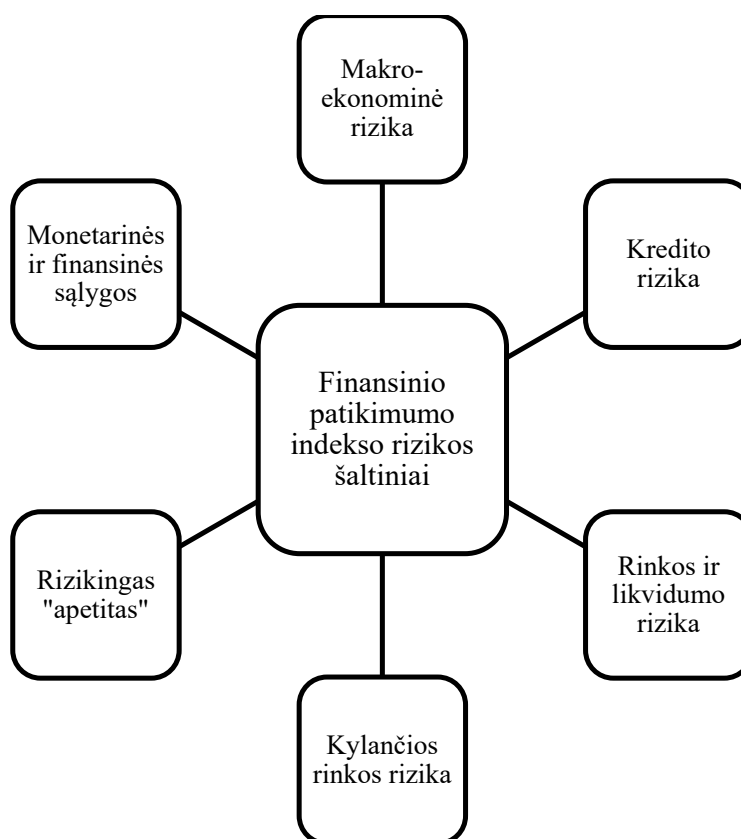 Makro-
ekonominė
rizika
Monetarinės
ir finansinės
sąlygos
Kredito
rizika
Finansinio
patikimumo
indekso rizikos
šaltiniai
Rizikingas
"apetitas"
Rinkos ir
likvidumo
rizika
Kylančios
rinkos rizika